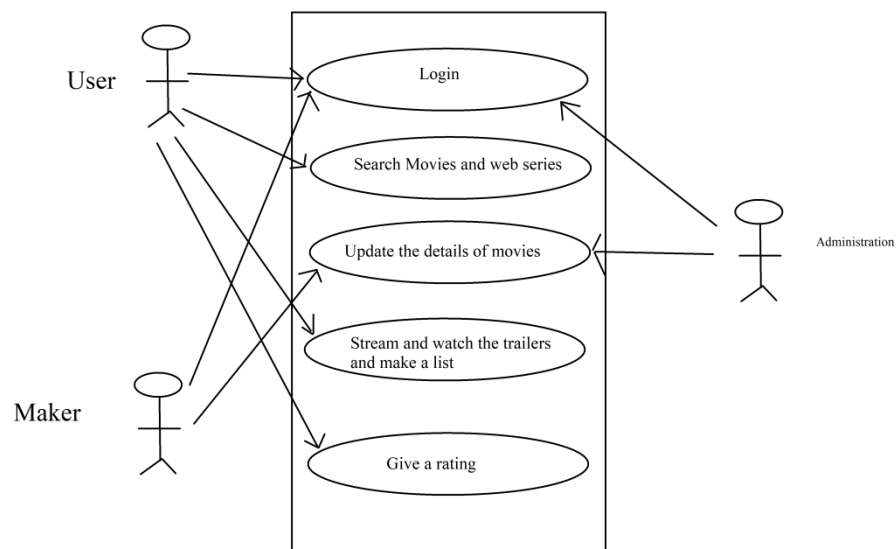 User
Login
Search Movies and web series
Update the details of movies
Administration
Stream and watch the trailers
and make a list
Maker
Give a rating